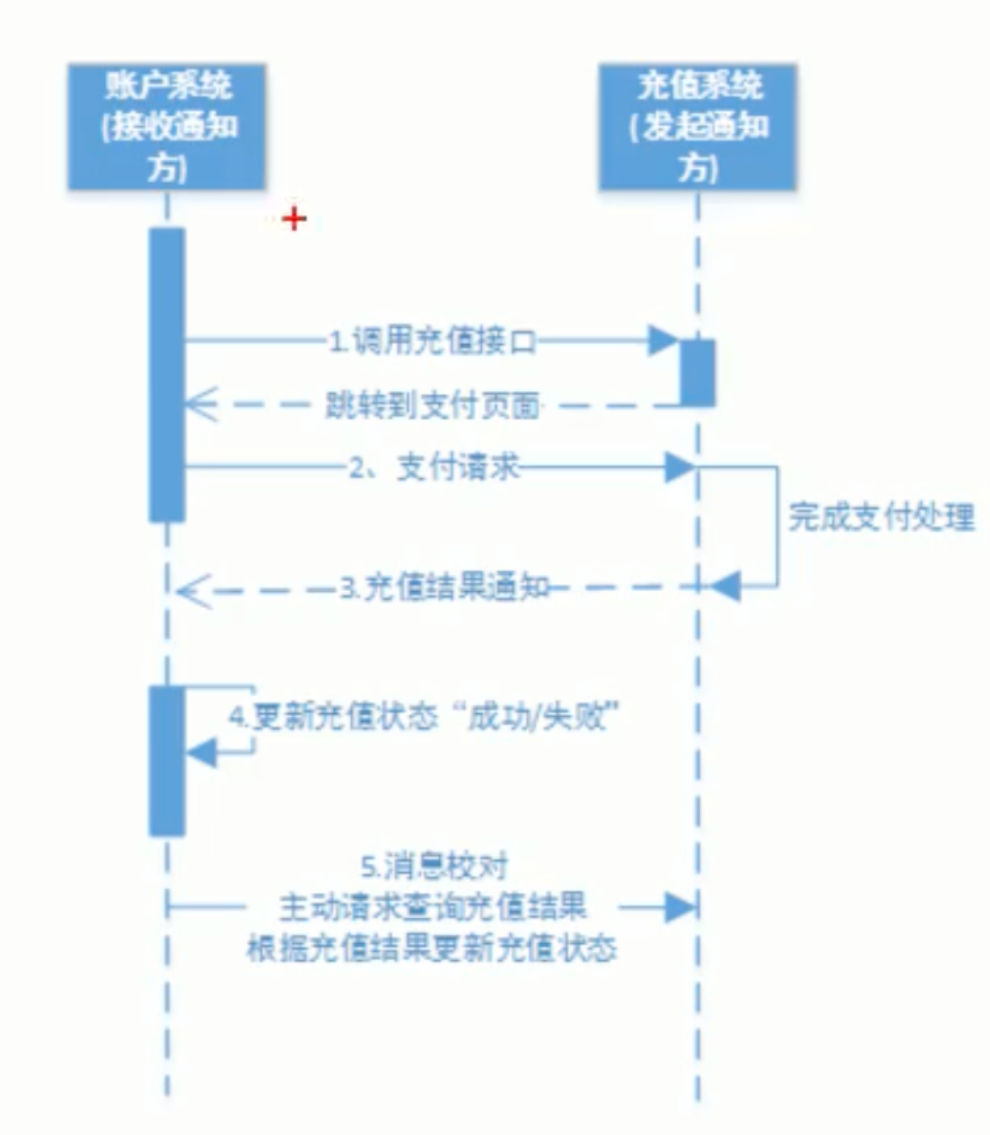 账户系统
(接收通知
方)
充值系统
(发起通知
方)
1.调用充值接口
跳转到支付页面
2、支付请求
完成支付处理
3.充值结果通知
4.更新充值状态“成功/失败”
5.消息校对
主动请求查询充值结果
根据充值结果更新充值状态